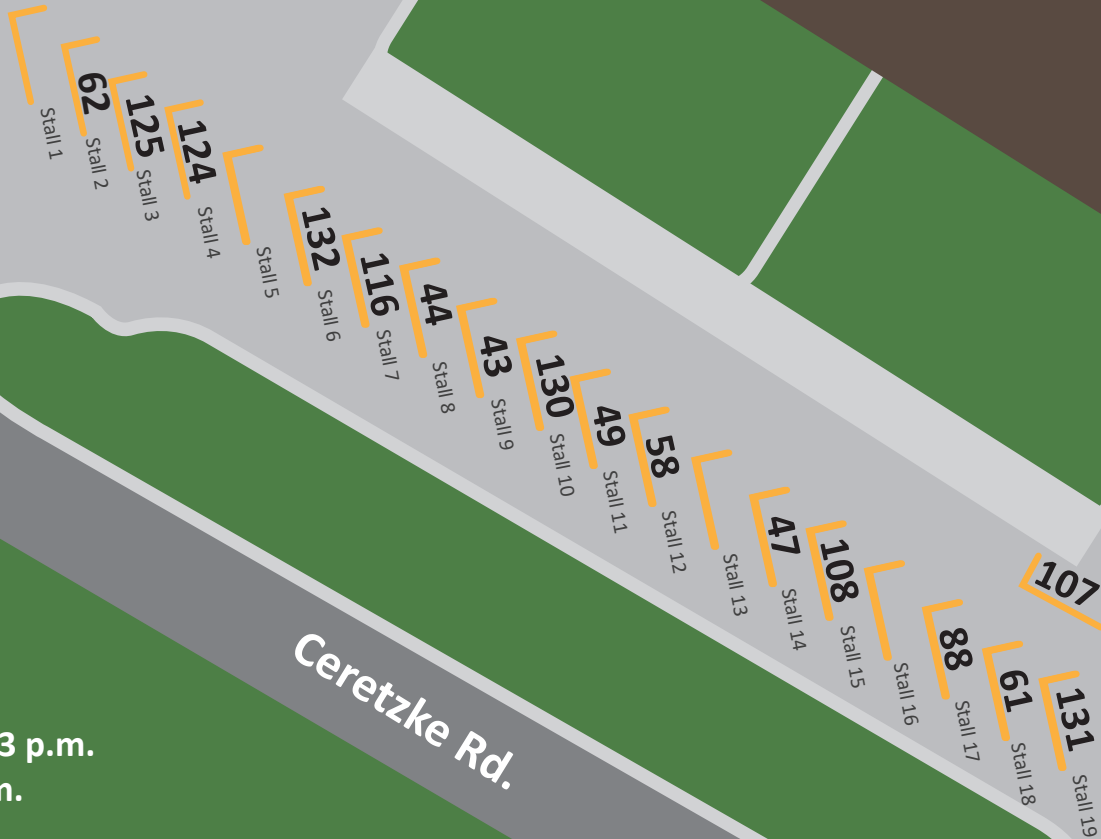 Stall 1
62
Stall 2
125
Stall 3
124
Stall 4
Stall 5
132
Stall 6
116
Stall 7
44
Stall 8
43
Stall 9
130
Stall 10
49
Stall 11
58
Stall 12
Stall 13
47
Stall 14
108
Stall 15
Stall 16
88
Stall 17
61
Stall 18
131
Stall 19
107
Ceretzke Rd.
3 p.m.
m.